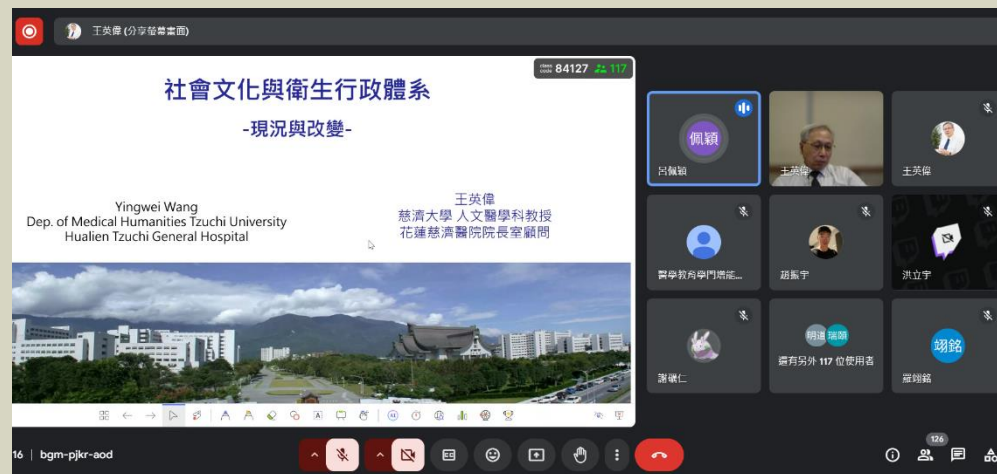 王英偉 (分享螢幕畫面)
class code 84127 117
社會文化與衛生行政體系
-現況與改變-
Yingwei Wang
Dep. of Medical Humanities Tzuchi University
Hualien Tzuchi General Hospital
王英偉
慈濟大學 人文醫學科教授
花蓮慈濟醫院院長室顧問
佩穎
呂佩穎
王英偉
王英偉
醫學教育學門增能...
趙振宇
洪立宇
謝
明道 瑞頤
還有另外 117 位使用者
翊銘
羅翊銘
16 | bgm-pjkr-aod
126